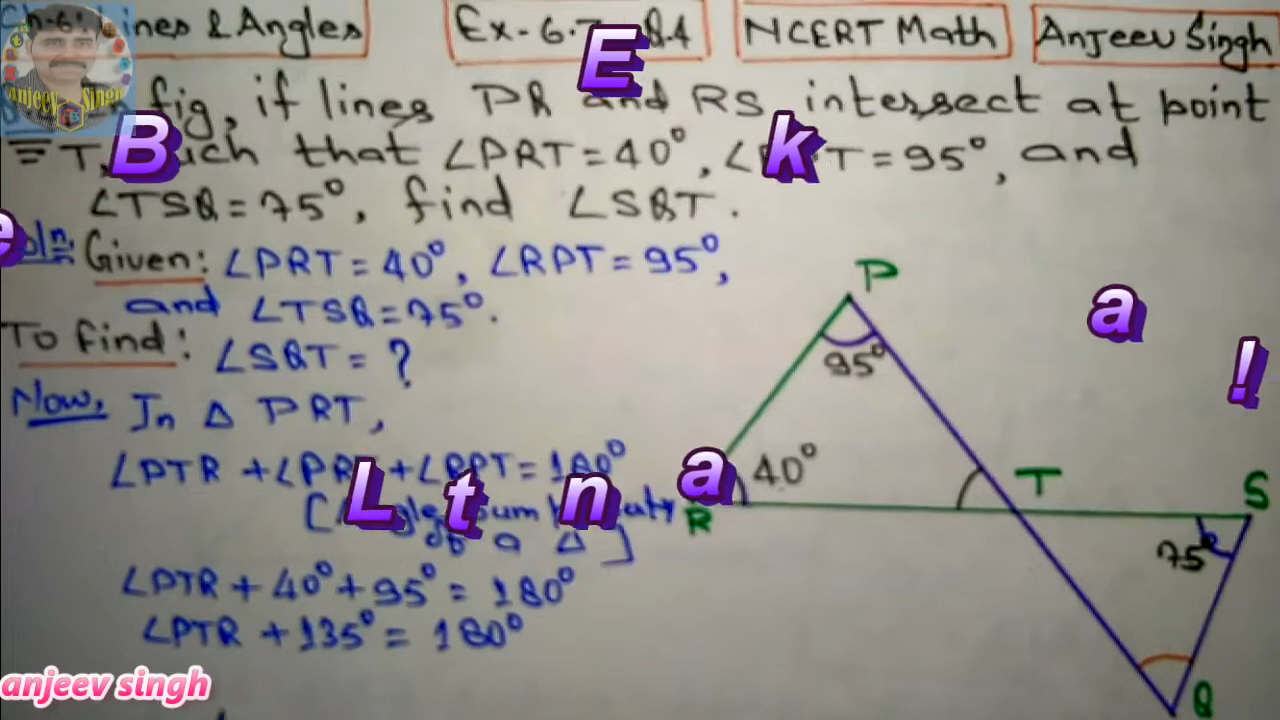 Ch-6: Lines & Angles
Ex- 6. Q.4
NCERT Math
Anjeev Singh
fig, if lines PQ and RS intersect at point
T, such that ∠PRT = 40°, ∠RPT = 95°, and
∠TSQ = 75°, find ∠SQT.
Soln: Given: ∠PRT = 40°, ∠RPT = 95°,
and ∠TSQ = 75°.
To find: ∠SQT = ?
Now, In Δ PRT,
∠PTR + ∠PRT + ∠RPT = 180°
[Angle sum
of a Δ]
∠PTR + 40° + 95° = 180°
∠PTR + 135° = 180°
P
95°
40°
R
T
S
75°
Q
Anjeev Singh
anjeev singh
E
B
k
e
a
!
L t n a